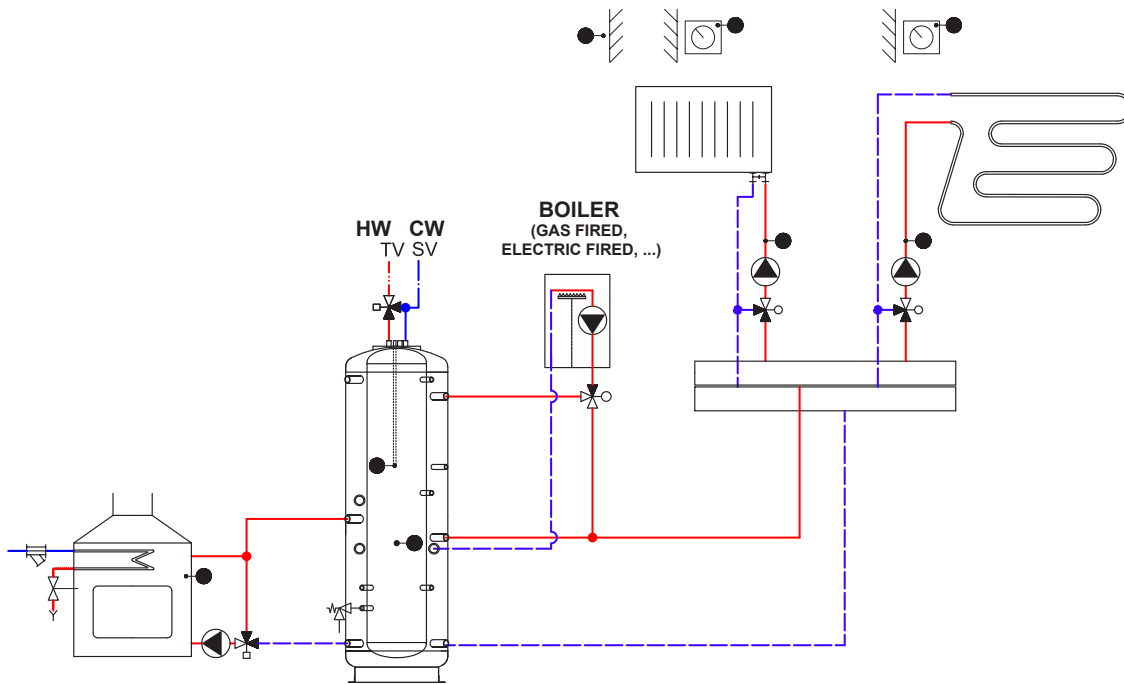 BOILER
(GAS FIRED,
ELECTRIC FIRED, ...)
HW CW
TV SV